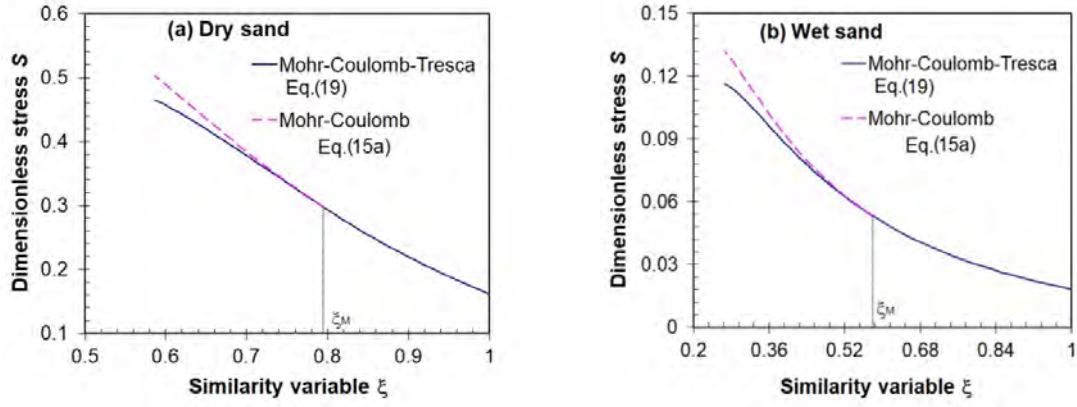 (a) Dry sand
Mohr-Coulomb-Tresca
Eq.(19)
Mohr-Coulomb
Eq.(15a)
Dimensionless stress S
0.6
0.5
0.4
0.3
0.2
0.1
ξM
0.5 0.6 0.7 0.8 0.9 1
Similarity variable ξ
(b) Wet sand
Mohr-Coulomb-Tresca
Eq.(19)
Mohr-Coulomb
Eq.(15a)
Dimensionless stress S
0.15
0.12
0.09
0.06
0.03
0
ξM
0.2 0.36 0.52 0.68 0.84 1
Similarity variable ξ